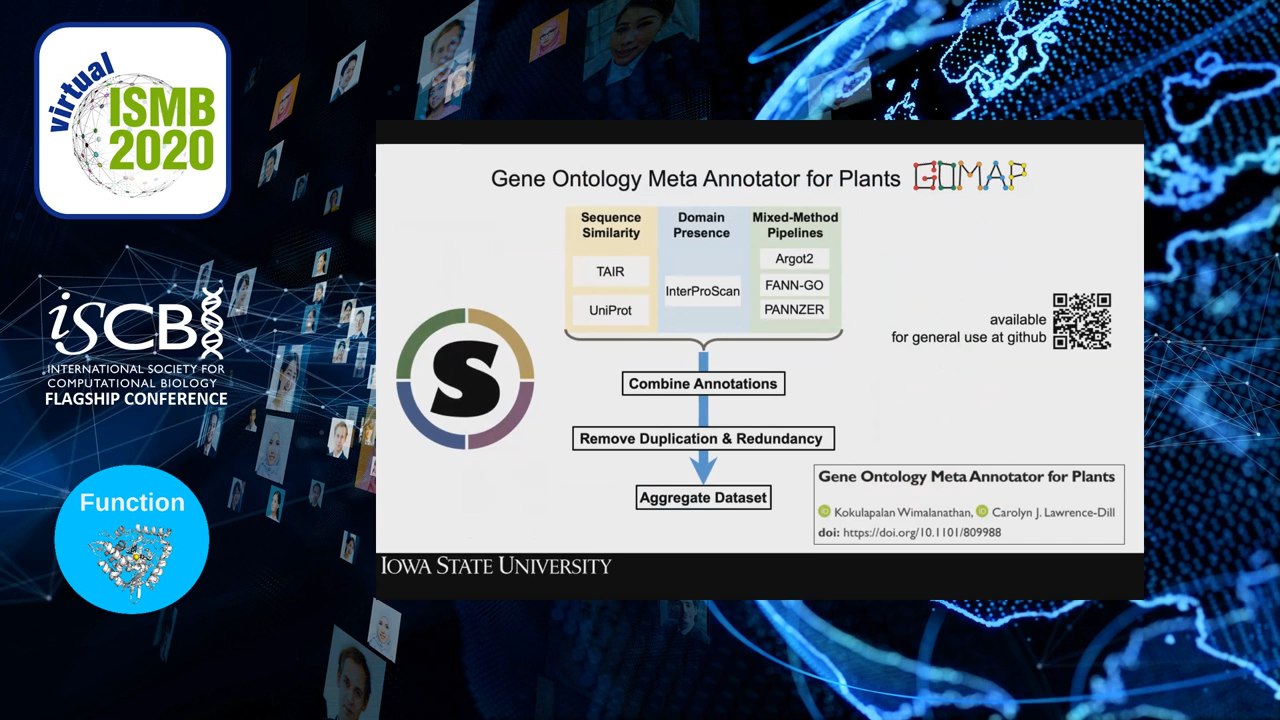 virtual
ISMB
2020
iSCB
INTERNATIONAL SOCIETY FOR
COMPUTATIONAL BIOLOGY
FLAGSHIP CONFERENCE
Function
Gene Ontology Meta Annotator for Plants GOMAP
Sequence Similarity
TAIR
UniProt
Domain Presence
InterProScan
Mixed-Method Pipelines
Argot2
FANN-GO
PANNZER
S
available
for general use at github
Combine Annotations
Remove Duplication & Redundancy
Aggregate Dataset
Gene Ontology Meta Annotator for Plants
iD Kokulapalan Wimalanathan, iD Carolyn J. Lawrence-Dill
doi: https://doi.org/10.1101/809988
IOWA STATE UNIVERSITY